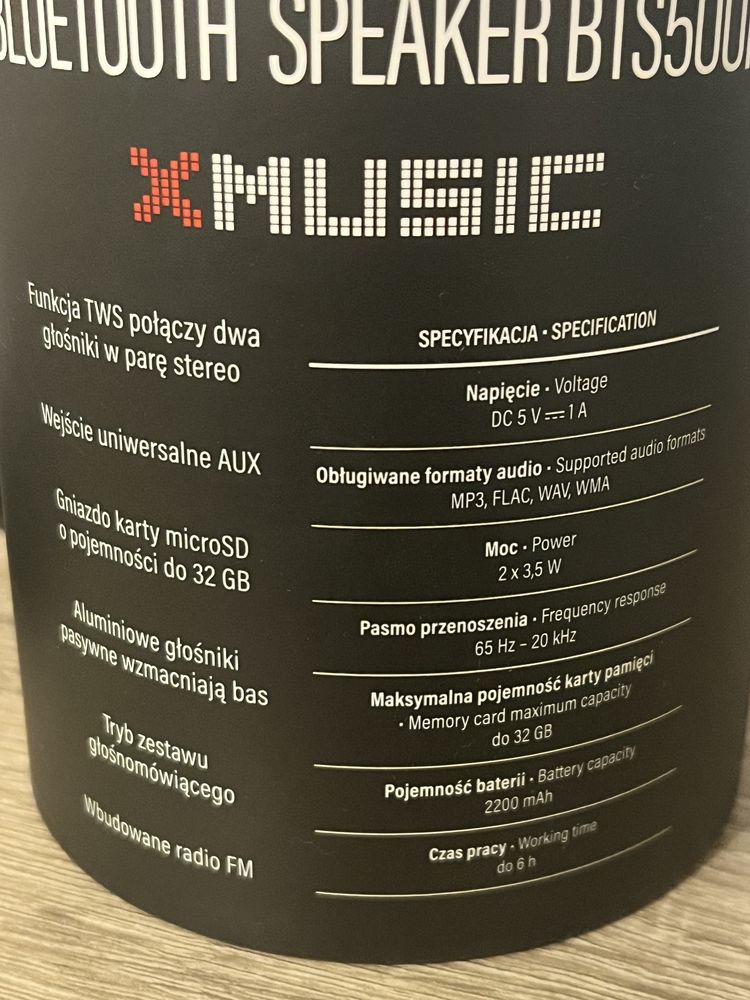 BLUETOOTH SPEAKER BTS500
XMUSIC
Funkcja TWS połączy dwa
głośniki w parę stereo
Wejście uniwersalne AUX
Gniazdo karty microSD
o pojemności do 32 GB
Aluminiowe głośniki
pasywne wzmacniają bas
Tryb zestawu
głośnomówiącego
Wbudowane radio FM
SPECYFIKACJA • SPECIFICATION
Napięcie • Voltage
DC 5 V ⎓ 1 A
Obługiwane formaty audio • Supported audio formats
MP3, FLAC, WAV, WMA
Moc • Power
2 x 3,5 W
Pasmo przenoszenia • Frequency response
65 Hz – 20 kHz
Maksymalna pojemność karty pamięci
• Memory card maximum capacity
do 32 GB
Pojemność baterii • Battery capacity
2200 mAh
Czas pracy • Working time
do 6 h